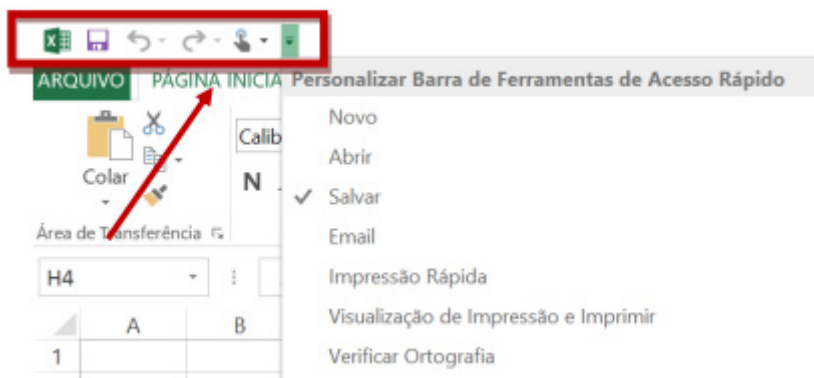 ARQUIVO PÁGINA INICIA
Personalizar Barra de Ferramentas de Acesso Rápido
Novo
Abrir
Salvar
Email
Impressão Rápida
Visualização de Impressão e Imprimir
Verificar Ortografia
Colar
Calib
N
Área de Transferência
H4
A B
1